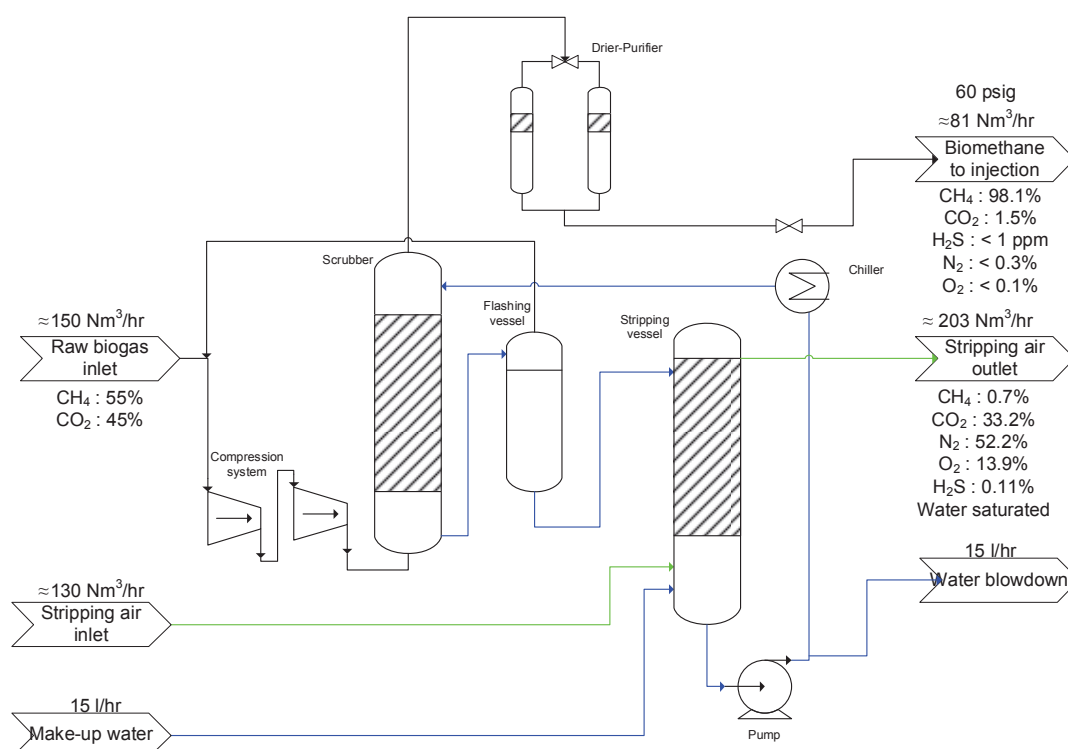 Drier-Purifier
60 psig
≈81 Nm³/hr
Biomethane
to injection
CH₄ : 98.1%
CO₂ : 1.5%
H₂S : < 1 ppm
N₂ : < 0.3%
O₂ : < 0.1%
Scrubber
Chiller
Flashing
vessel
Stripping
vessel
≈150 Nm³/hr
Raw biogas
inlet
CH₄ : 55%
CO₂ : 45%
≈ 203 Nm³/hr
Stripping air
outlet
CH₄ : 0.7%
CO₂ : 33.2%
N₂ : 52.2%
O₂ : 13.9%
H₂S : 0.11%
Water saturated
Compression
system
15 l/hr
Water blowdown
≈130 Nm³/hr
Stripping air
inlet
15 l/hr
Make-up water
Pump